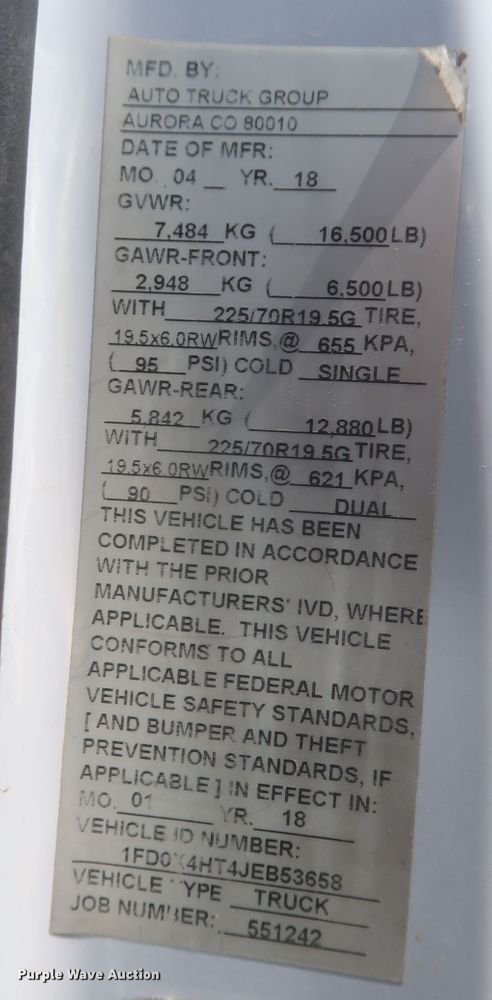 MFD. BY:
AUTO TRUCK GROUP
AURORA CO 80010
DATE OF MFR:
MO. 04 YR. 18
GVWR:
7,484 KG ( 16,500 LB)
GAWR-FRONT:
2,948 KG ( 6,500 LB)
WITH 225/70R19.5G TIRE,
19.5x6.0RW RIMS,@ 655 KPA,
( 95 PSI) COLD SINGLE
GAWR-REAR:
5,842 KG ( 12,880 LB)
WITH 225/70R19.5G TIRE,
19.5x6.0RW RIMS,@ 621 KPA,
( 90 PSI) COLD DUAL
THIS VEHICLE HAS BEEN
COMPLETED IN ACCORDANCE
WITH THE PRIOR
MANUFACTURERS' IVD, WHERE
APPLICABLE. THIS VEHICLE
CONFORMS TO ALL
APPLICABLE FEDERAL MOTOR
VEHICLE SAFETY STANDARDS,
[ AND BUMPER AND THEFT
PREVENTION STANDARDS, IF
APPLICABLE ] IN EFFECT IN:
MO. 01 YR. 18
VEHICLE ID NUMBER:
1FD0X4HT4JEB53658
VEHICLE TYPE TRUCK
JOB NUMBER: 551242
Purple Wave Auction